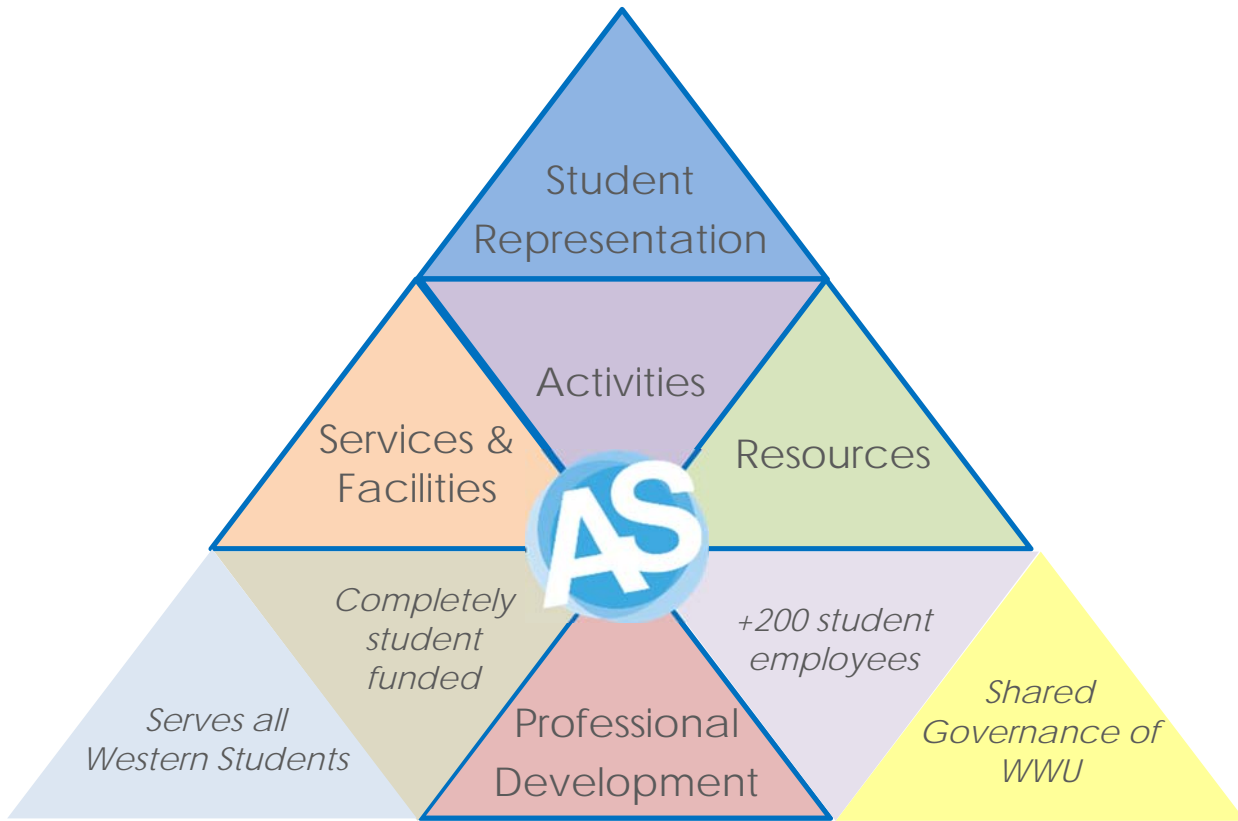 Student
Representation
Activities
Services &
Facilities
Resources
AS
Completely
student
funded
+200 student
employees
Serves all
Western Students
Professional
Development
Shared
Governance of
WWU